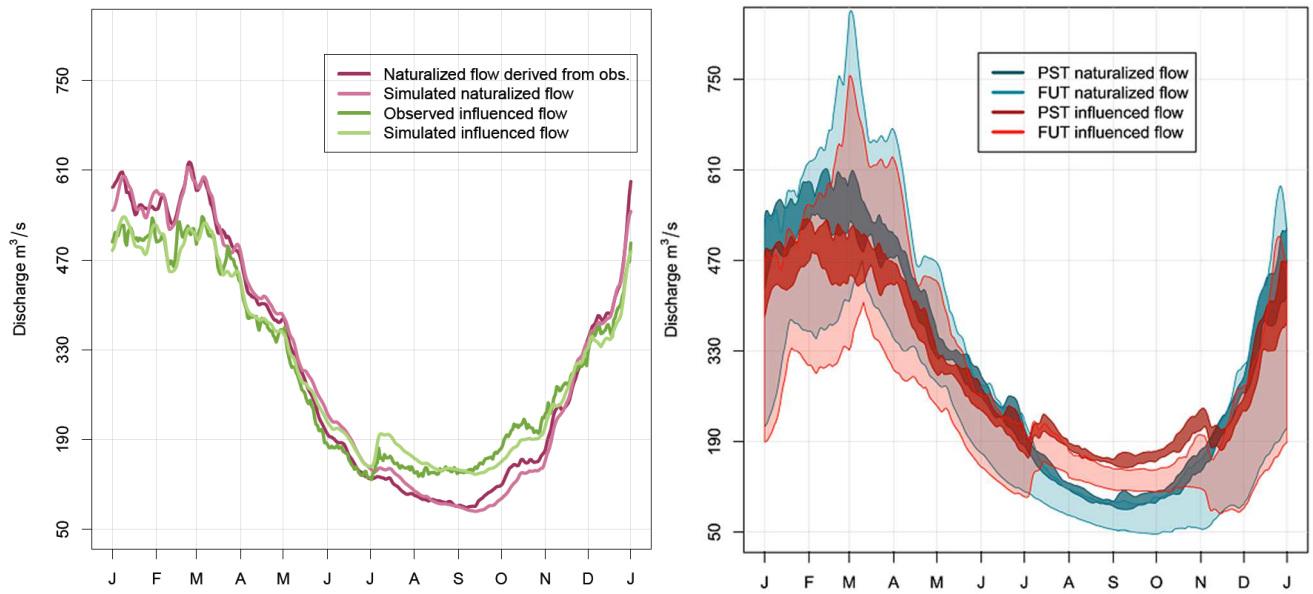 Naturalized flow derived from obs.
Simulated naturalized flow
Observed influenced flow
Simulated influenced flow
Discharge m³/s
750
610
470
330
190
50
J F M A M J J A S O N D J
PST naturalized flow
FUT naturalized flow
PST influenced flow
FUT influenced flow
Discharge m³/s
750
610
470
330
190
50
J F M A M J J A S O N D J